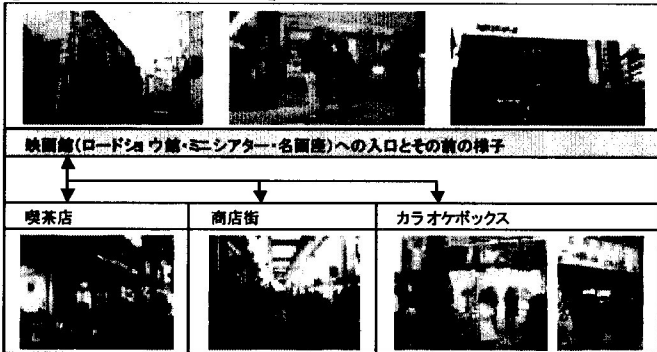 映画館(ロードショウ館・ミニシアター・名画座)への入口とその前の様子
喫茶店
商店街
カラオケボックス